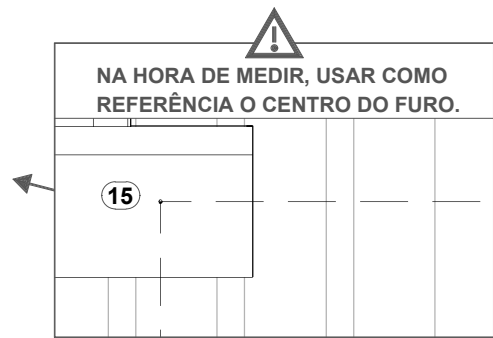 NA HORA DE MEDIR, USAR COMO
REFERÊNCIA O CENTRO DO FURO.
15